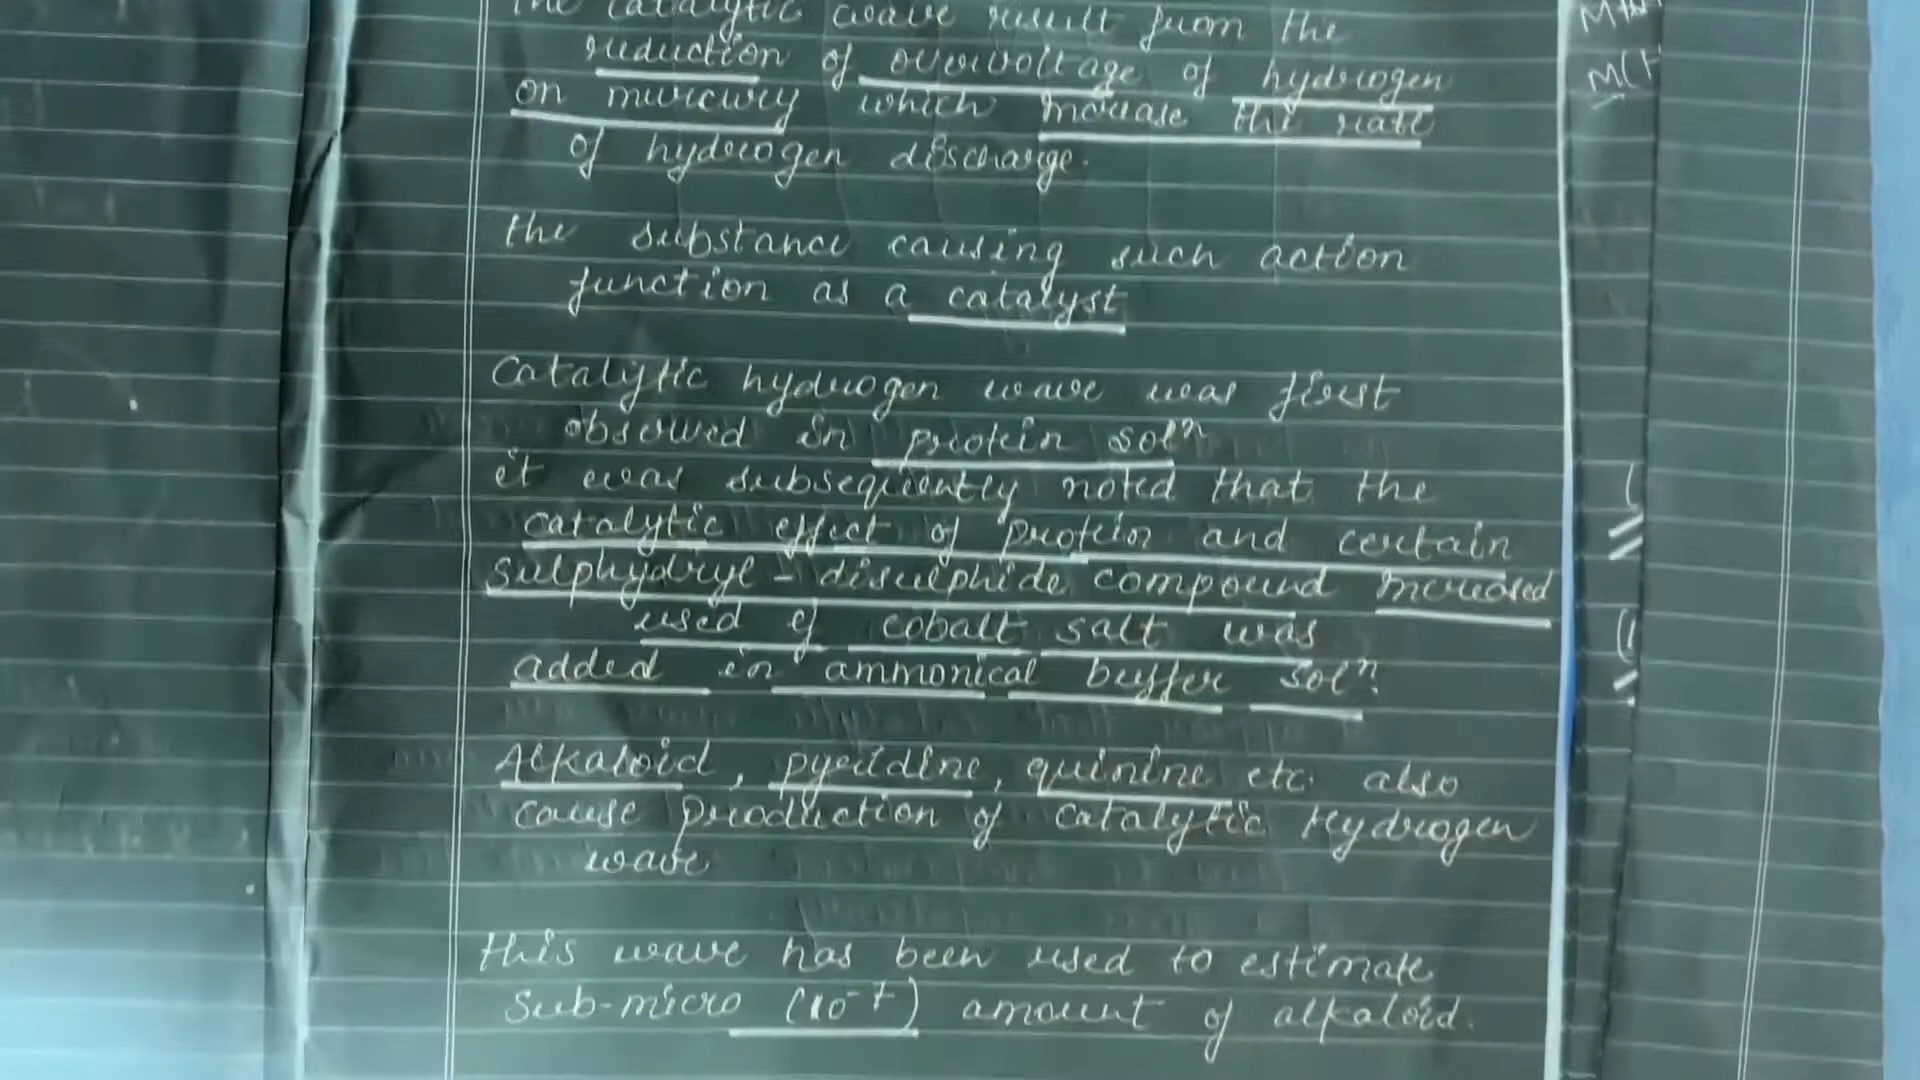 the catalytic wave result from the
reduction of overvoltage of hydrogen
on mercury which increase the rate
of hydrogen discharge.
the substance causing such action
function as a catalyst
Catalytic hydrogen wave was first
observed in protein solⁿ
it was subsequently noted that the
catalytic effect of protein and certain
sulphydryl - disulphide compound increased
used of cobalt salt was
added in ammonical buffer solⁿ.
Alkaloid, pyridine, quinine etc. also
cause production of catalytic Hydrogen
wave
this wave has been used to estimate
Sub-micro (10⁻⁷) amount of alkaloid.